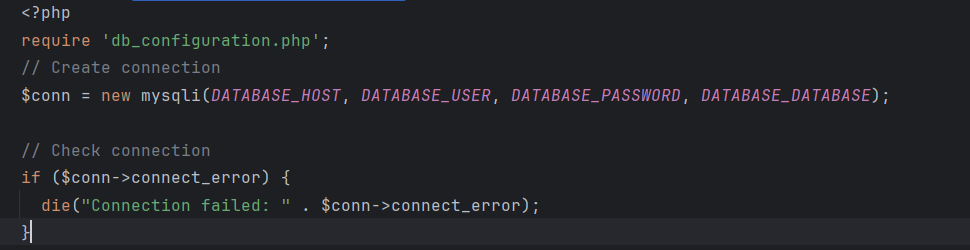 <?php
require 'db_configuration.php';
// Create connection
$conn = new mysqli(DATABASE_HOST, DATABASE_USER, DATABASE_PASSWORD, DATABASE_DATABASE);

// Check connection
if ($conn->connect_error) {
  die("Connection failed: " . $conn->connect_error);
}